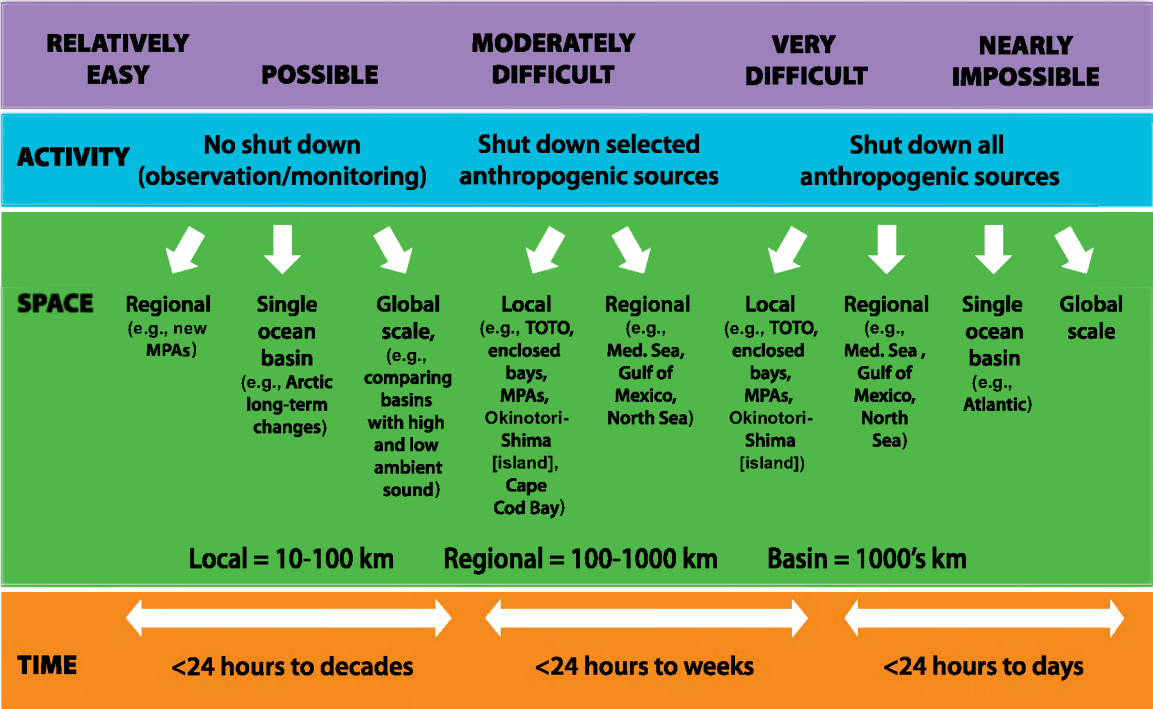 RELATIVELY
EASY
POSSIBLE
MODERATELY
DIFFICULT
VERY
DIFFICULT
NEARLY
IMPOSSIBLE
ACTIVITY
No shut down
(observation/monitoring)
Shut down selected
anthropogenic sources
Shut down all
anthropogenic sources
SPACE
Regional
(e.g., new
MPAs)
Single
ocean
basin
(e.g., Arctic
long-term
changes)
Global
scale,
(e.g.,
comparing
basins
with high
and low
ambient
sound)
Local
(e.g., TOTO,
enclosed
bays,
MPAs,
Okinotori-
Shima
[island],
Cape
Cod Bay)
Regional
(e.g.,
Med. Sea,
Gulf of
Mexico,
North Sea)
Local
(e.g., TOTO,
enclosed
bays,
MPAs,
Okinotori-
Shima
[island])
Regional
(e.g.,
Med. Sea ,
Gulf of
Mexico,
North
Sea)
Single
ocean
basin
(e.g.,
Atlantic)
Global
scale
Local = 10-100 km
Regional = 100-1000 km
Basin = 1000's km
TIME
<24 hours to decades
<24 hours to weeks
<24 hours to days